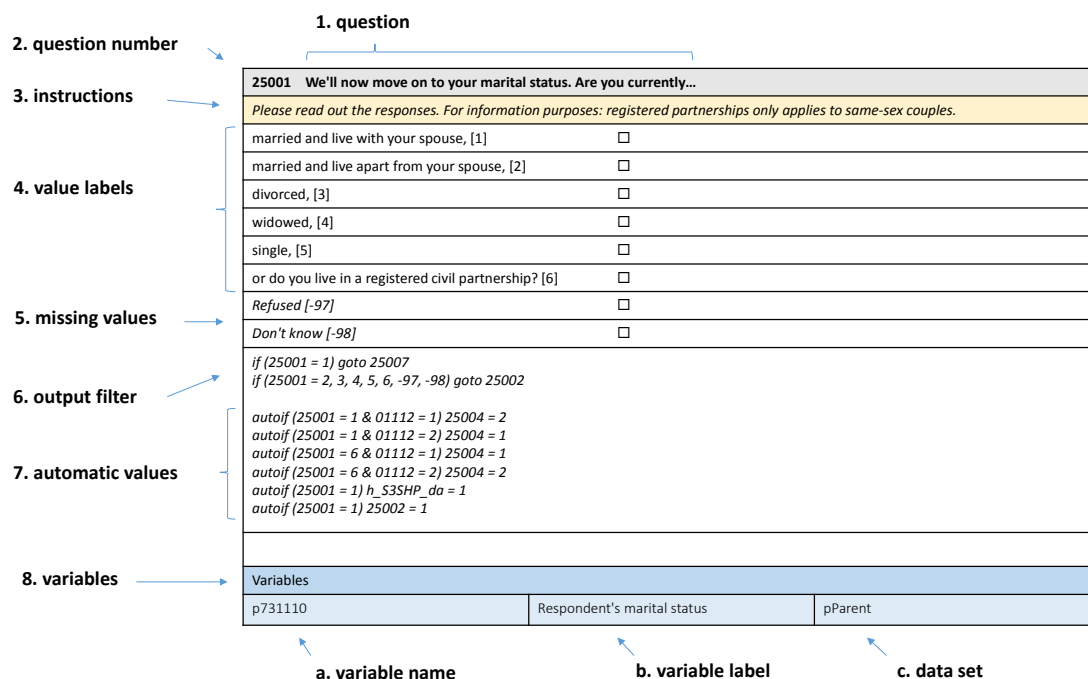 1. question
2. question number
25001 We'll now move on to your marital status. Are you currently…
3. instructions
Please read out the responses. For information purposes: registered partnerships only applies to same-sex couples.
married and live with your spouse, [1] ☐
married and live apart from your spouse, [2] ☐
4. value labels
divorced, [3] ☐
widowed, [4] ☐
single, [5] ☐
or do you live in a registered civil partnership? [6] ☐
5. missing values
Refused [-97] ☐
Don't know [-98] ☐
6. output filter
if (25001 = 1) goto 25007
if (25001 = 2, 3, 4, 5, 6, -97, -98) goto 25002
7. automatic values
autoif (25001 = 1 & 01112 = 1) 25004 = 2
autoif (25001 = 1 & 01112 = 2) 25004 = 1
autoif (25001 = 6 & 01112 = 1) 25004 = 1
autoif (25001 = 6 & 01112 = 2) 25004 = 2
autoif (25001 = 1) h_S3SHP_da = 1
autoif (25001 = 1) 25002 = 1
8. variables
Variables
p731110 Respondent's marital status pParent
a. variable name b. variable label c. data set